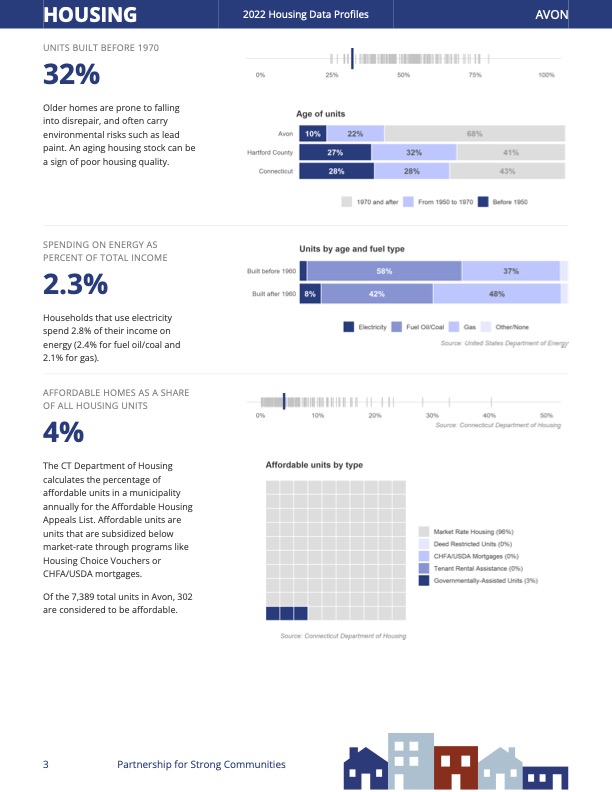 HOUSING
2022 Housing Data Profiles
AVON
UNITS BUILT BEFORE 1970
32%
Older homes are prone to falling
into disrepair, and often carry
environmental risks such as lead
paint. An aging housing stock can be
a sign of poor housing quality.
0% 25% 50% 75% 100%
Age of units
Avon 10% 22% 68%
Hartford County 27% 32% 41%
Connecticut 28% 28% 43%
1970 and after From 1950 to 1970 Before 1950
SPENDING ON ENERGY AS
PERCENT OF TOTAL INCOME
2.3%
Households that use electricity
spend 2.8% of their income on
energy (2.4% for fuel oil/coal and
2.1% for gas).
Units by age and fuel type
Built before 1960 58% 37%
Built after 1960 8% 42% 48%
Electricity Fuel Oil/Coal Gas Other/None
Source: United States Department of Energy
AFFORDABLE HOMES AS A SHARE
OF ALL HOUSING UNITS
4%
The CT Department of Housing
calculates the percentage of
affordable units in a municipality
annually for the Affordable Housing
Appeals List. Affordable units are
units that are subsidized below
market-rate through programs like
Housing Choice Vouchers or
CHFA/USDA mortgages.
Of the 7,389 total units in Avon, 302
are considered to be affordable.
0% 10% 20% 30% 40% 50%
Source: Connecticut Department of Housing
Affordable units by type
Market Rate Housing (96%)
Deed Restricted Units (0%)
CHFA/USDA Mortgages (0%)
Tenant Rental Assistance (0%)
Governmentally-Assisted Units (3%)
Source: Connecticut Department of Housing
3
Partnership for Strong Communities